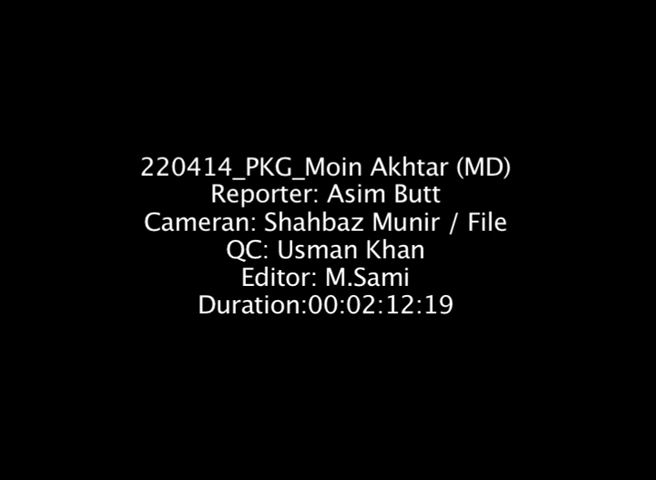 220414_PKG_Moin Akhtar (MD)
Reporter: Asim Butt
Cameran: Shahbaz Munir / File
QC: Usman Khan
Editor: M.Sami
Duration:00:02:12:19